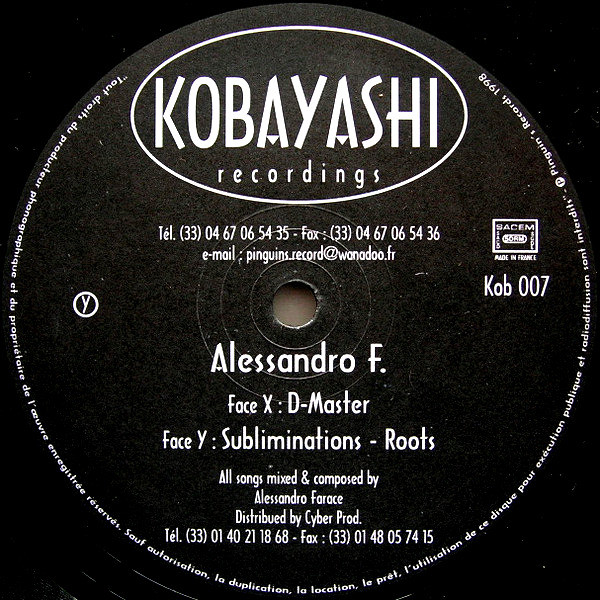 KOBAYASHI
recordings
Tél. (33) 04 67 06 54 35 - Fax : (33) 04 67 06 54 36
e-mail : pinguins.record@wanadoo.fr
SACEM
SDRM
MADE IN FRANCE
Kob 007
Y
Alessandro F.
Face X : D-Master
Face Y : Subliminations - Roots
All songs mixed & composed by
Alessandro Farace
Distribued by Cyber Prod.
Tél. (33) 01 40 21 18 68 - Fax : (33) 01 48 05 74 15
"Tout droits du producteur phonographique et du propriétaire de l'œuvre enregistrée réservés. Sauf autorisation, la duplication, la location, le prêt, l'utilisation de ce disque pour exécution publique et radiodiffusion sont interdits". ℗ Pinguin's Records 1998